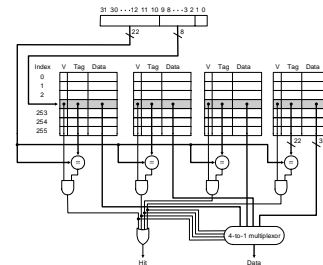 31 30 · · · 12 11 10 9 8 · · · 3 2 1 0
22
8
Index
V Tag Data
V Tag Data
V Tag Data
V Tag Data
0
1
2
253
254
255
22
3
=
=
=
=
4-to-1 multiplexor
Hit
Data